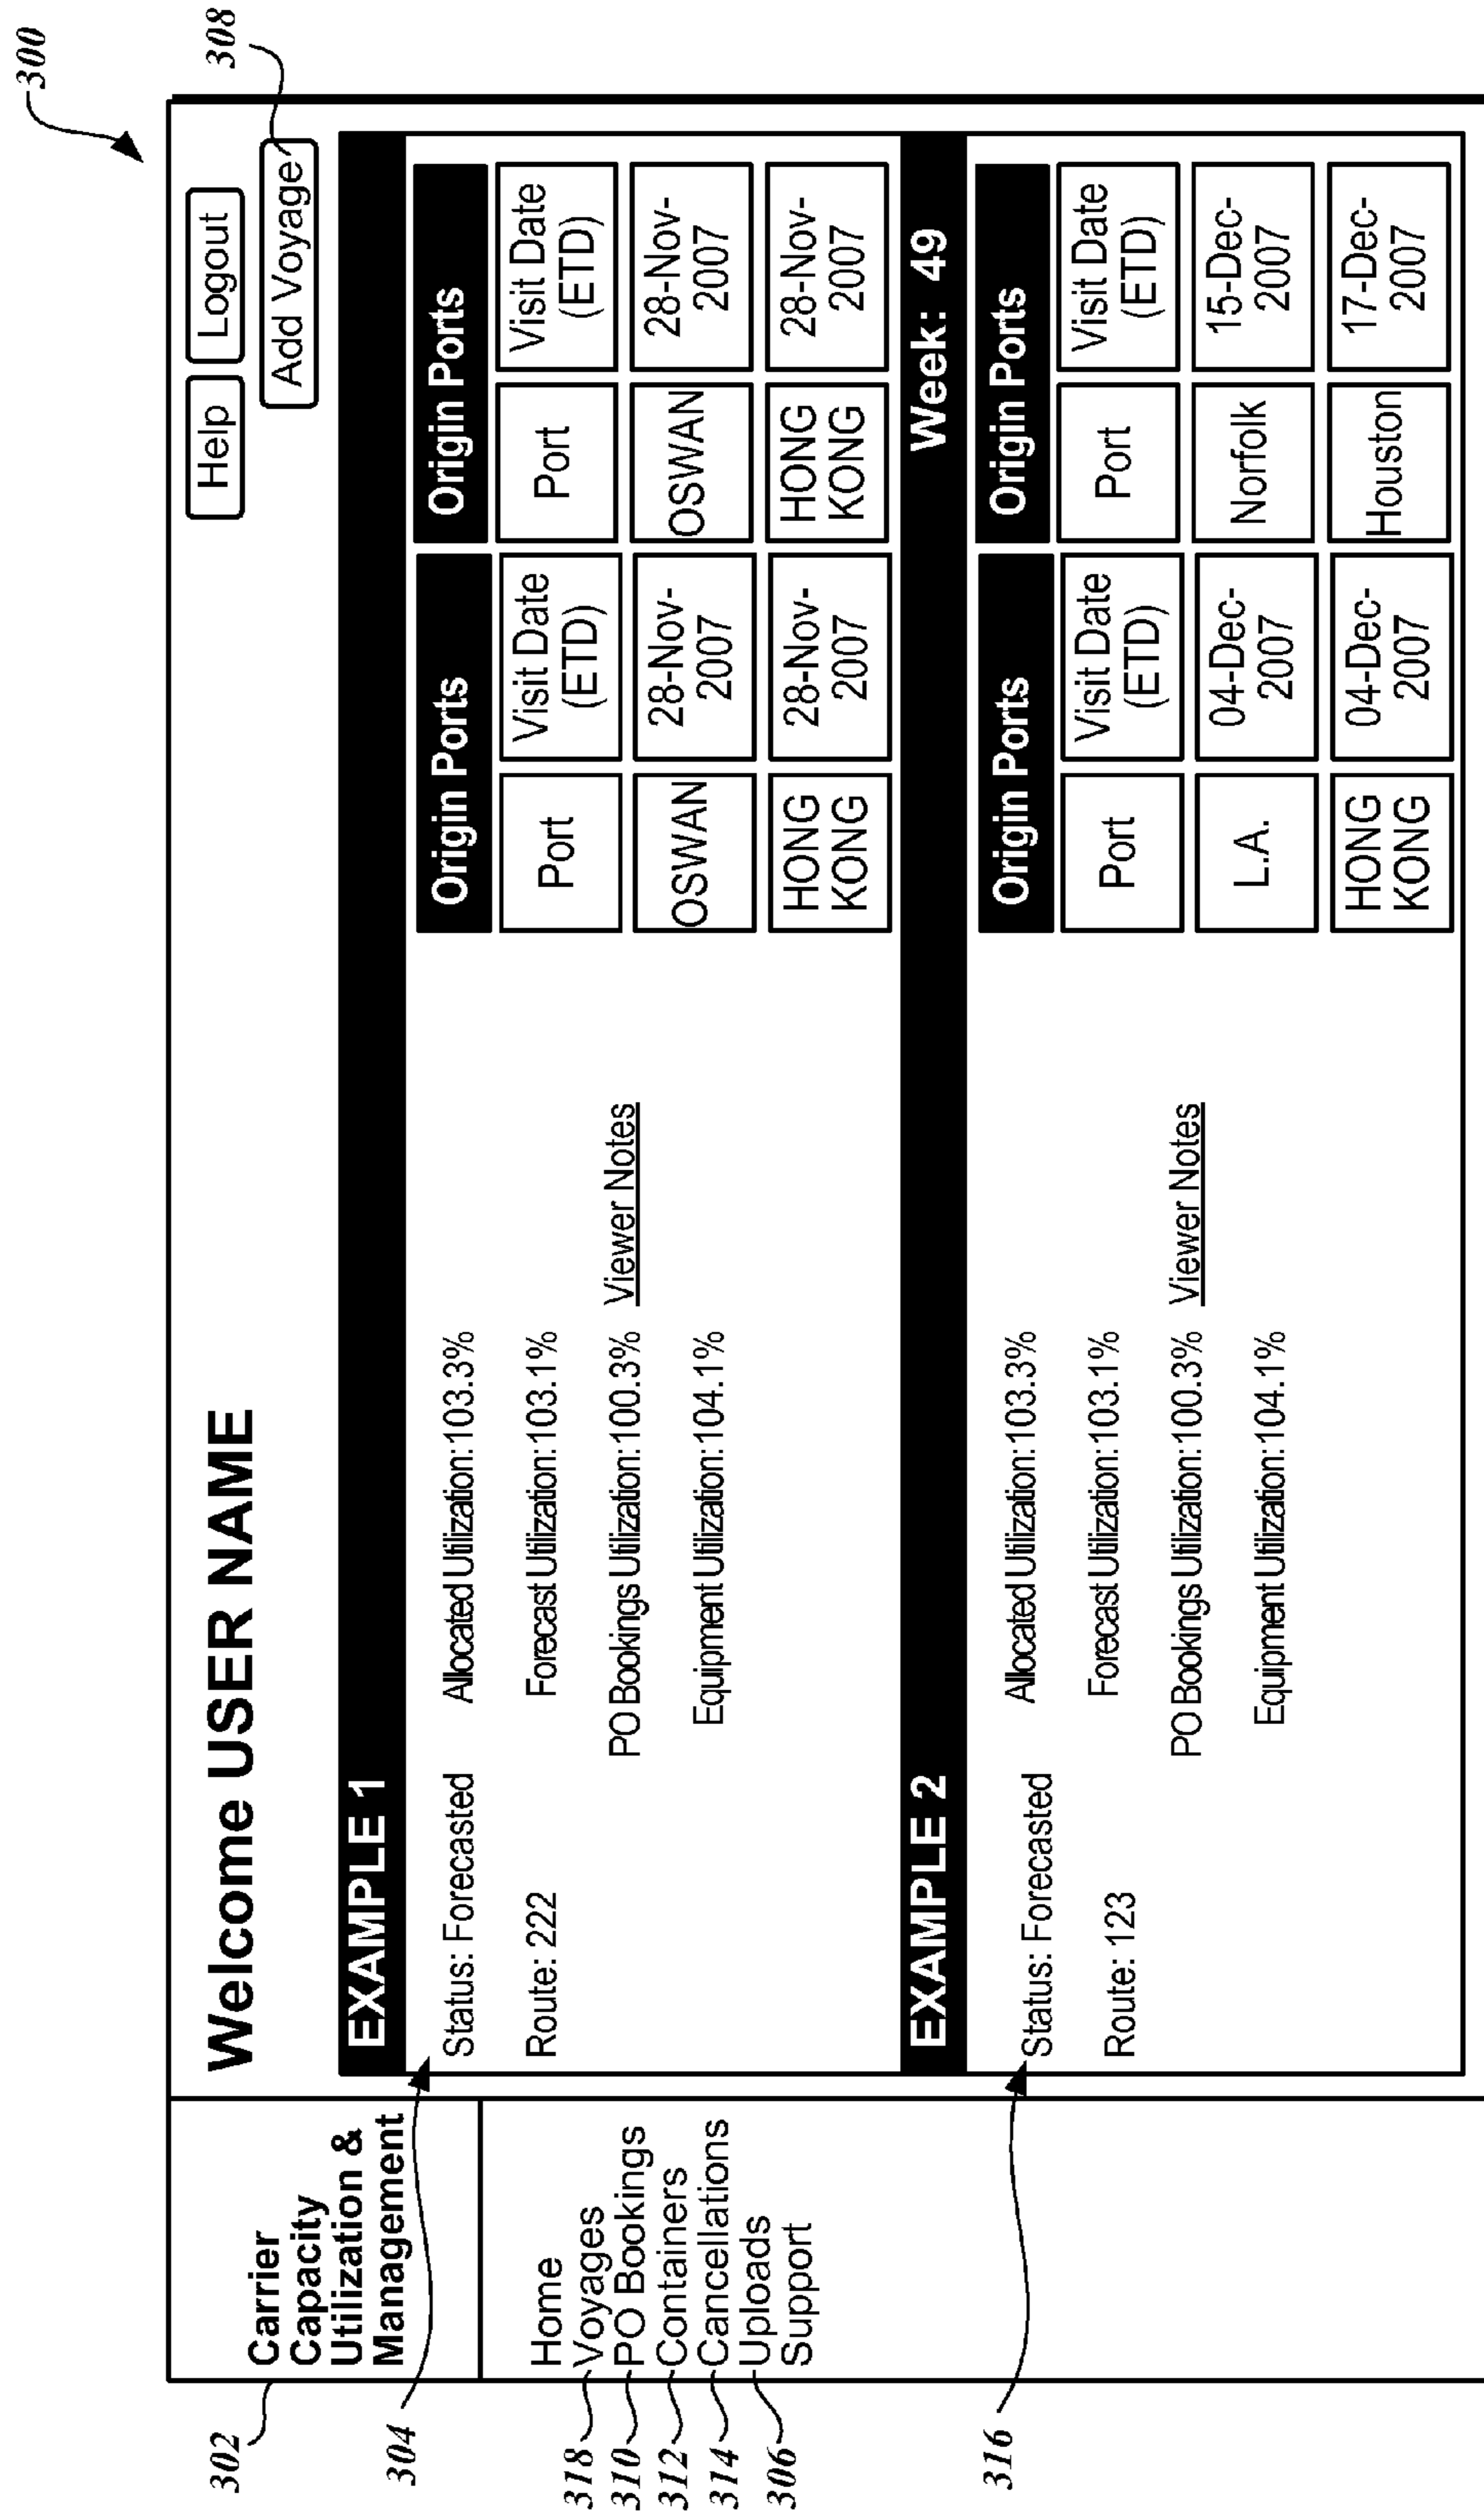 300
Welcome USER NAME
Help
Logout
308
Add Voyage
302
Carrier
Capacity
Utilization &
Management
304
Home
318
Voyages
310
PO Bookings
312
Containers
314
Cancellations
306
Uploads
Support
316
EXAMPLE 1
Status: Forecasted
Route: 222
Allocated Utilization:103.3%
Forecast Utilization:103.1%
PO Bookings Utilization:100.3%
Viewer Notes
Equipment Utilization:104.1%
Origin Ports
Port
Visit Date
(ETD)
OSWAN
28-Nov-
2007
HONG
KONG
28-Nov-
2007
Origin Ports
Port
Visit Date
(ETD)
OSWAN
28-Nov-
2007
HONG
KONG
28-Nov-
2007
EXAMPLE 2
Week: 49
Status: Forecasted
Route: 123
Allocated Utilization:103.3%
Forecast Utilization:103.1%
PO Bookings Utilization:100.3%
Viewer Notes
Equipment Utilization:104.1%
Origin Ports
Port
Visit Date
(ETD)
L.A.
04-Dec-
2007
HONG
KONG
04-Dec-
2007
Origin Ports
Port
Visit Date
(ETD)
Norfolk
15-Dec-
2007
Houston
17-Dec-
2007